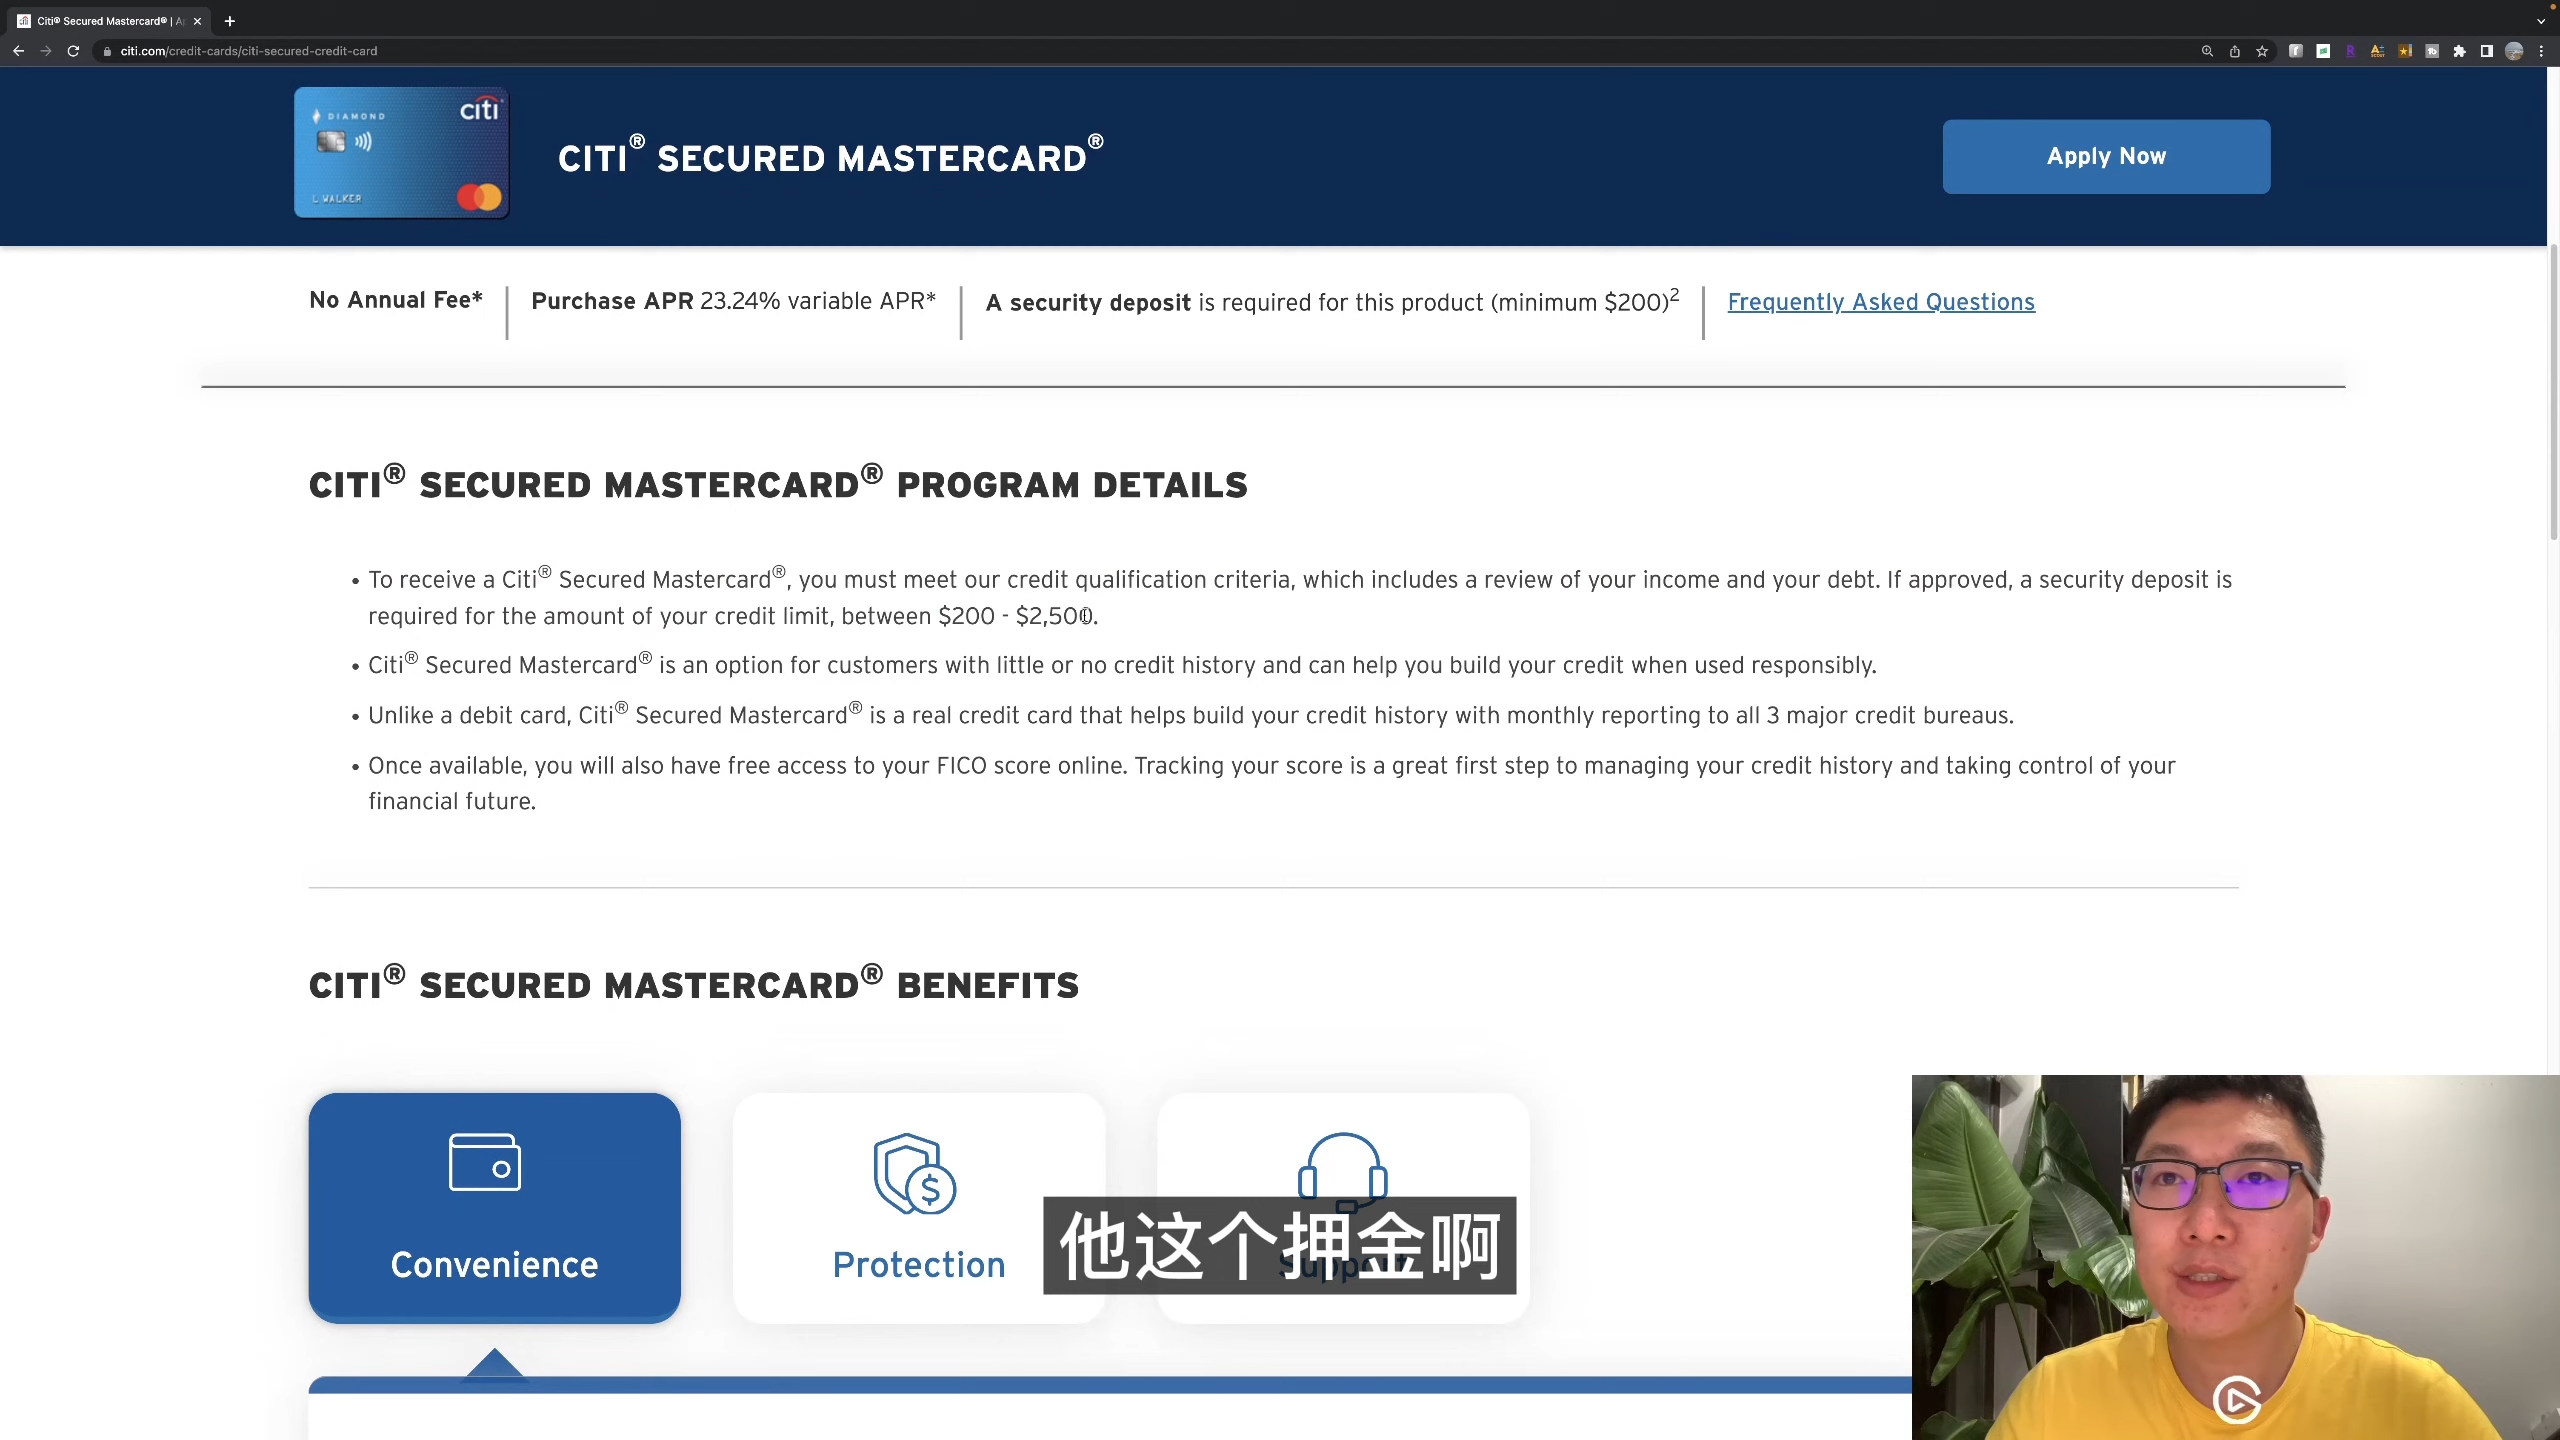 Citi® Secured Mastercard® | Ap
citi.com/credit-cards/citi-secured-credit-card
DIAMOND
citi
L WALKER
CITI® SECURED MASTERCARD®
Apply Now
No Annual Fee*
Purchase APR 23.24% variable APR*
A security deposit is required for this product (minimum $200)²
Frequently Asked Questions
CITI® SECURED MASTERCARD® PROGRAM DETAILS
• To receive a Citi® Secured Mastercard®, you must meet our credit qualification criteria, which includes a review of your income and your debt. If approved, a security deposit is
required for the amount of your credit limit, between $200 - $2,500.
• Citi® Secured Mastercard® is an option for customers with little or no credit history and can help you build your credit when used responsibly.
• Unlike a debit card, Citi® Secured Mastercard® is a real credit card that helps build your credit history with monthly reporting to all 3 major credit bureaus.
• Once available, you will also have free access to your FICO score online. Tracking your score is a great first step to managing your credit history and taking control of your
financial future.
CITI® SECURED MASTERCARD® BENEFITS
Convenience
Protection
Support
他这个押金啊